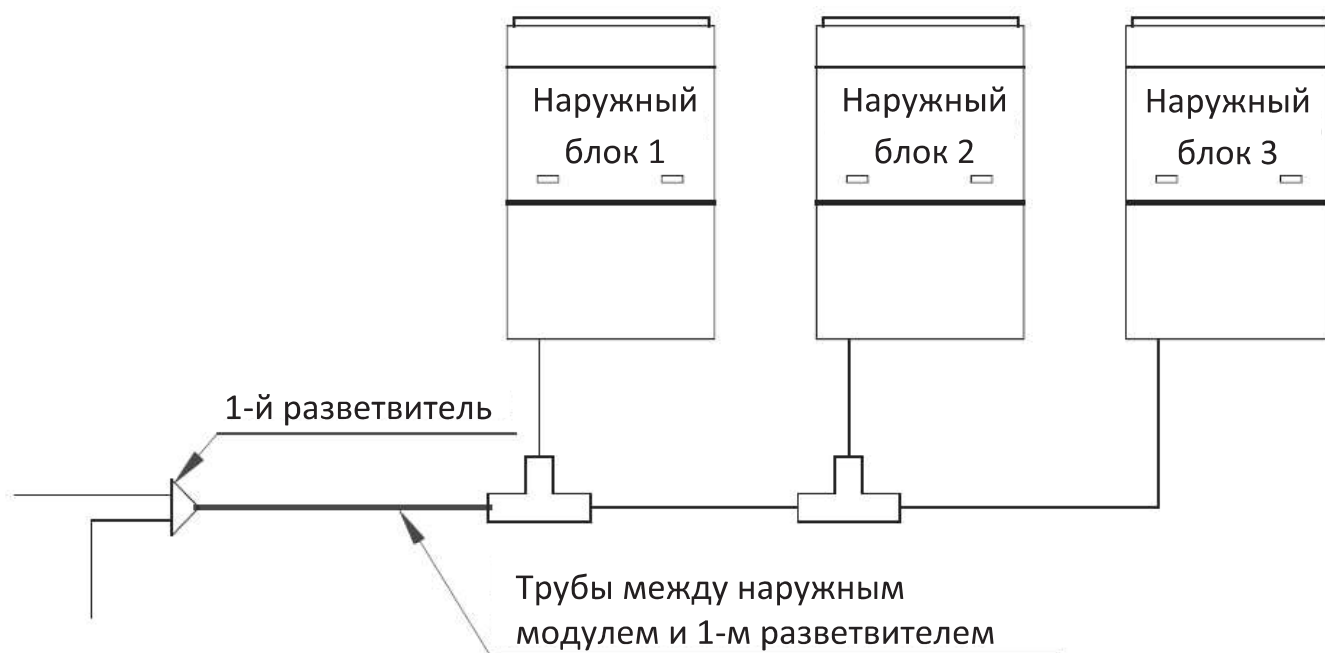 Наружный
блок 1
Наружный
блок 2
Наружный
блок 3
1-й разветвитель
Трубы между наружным
модулем и 1-м разветвителем